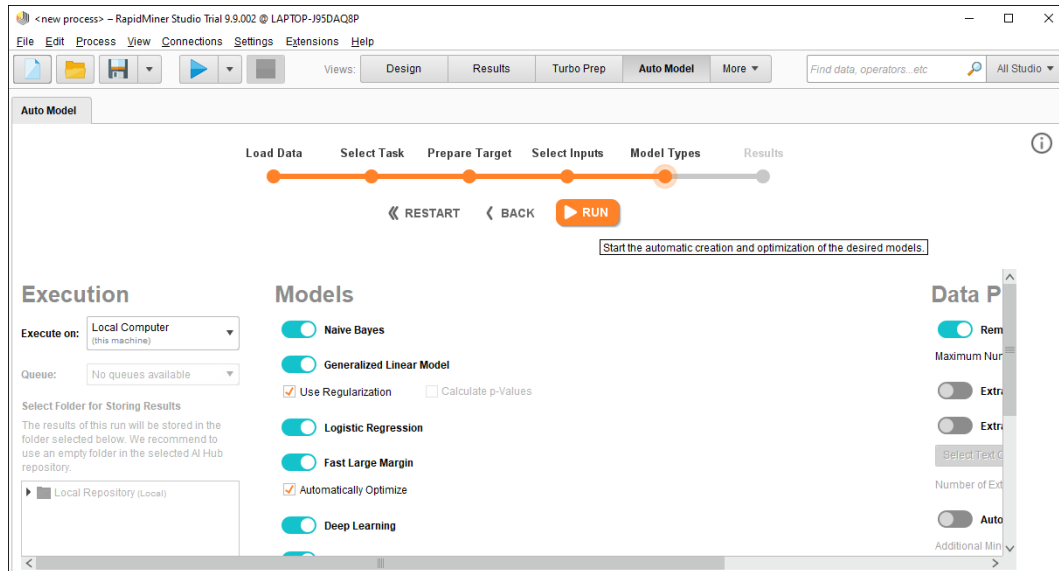 <new process> – RapidMiner Studio Trial 9.9.002 @ LAPTOP-J95DAQ8P
File Edit Process View Connections Settings Extensions Help
Views: Design Results Turbo Prep Auto Model More Find data, operators...etc All Studio
Auto Model
Load Data Select Task Prepare Target Select Inputs Model Types Results
RESTART BACK RUN
Start the automatic creation and optimization of the desired models.
Execution
Execute on: Local Computer
(this machine)
Queue: No queues available
Select Folder for Storing Results
The results of this run will be stored in the
folder selected below. We recommend to
use an empty folder in the selected AI Hub
repository.
Local Repository (Local)
Models
Naive Bayes
Generalized Linear Model
Use Regularization Calculate p-Values
Logistic Regression
Fast Large Margin
Automatically Optimize
Deep Learning
Data P
Rem
Maximum Nur
Extra
Extra
Select Text C
Number of Ext
Auto
Additional Min